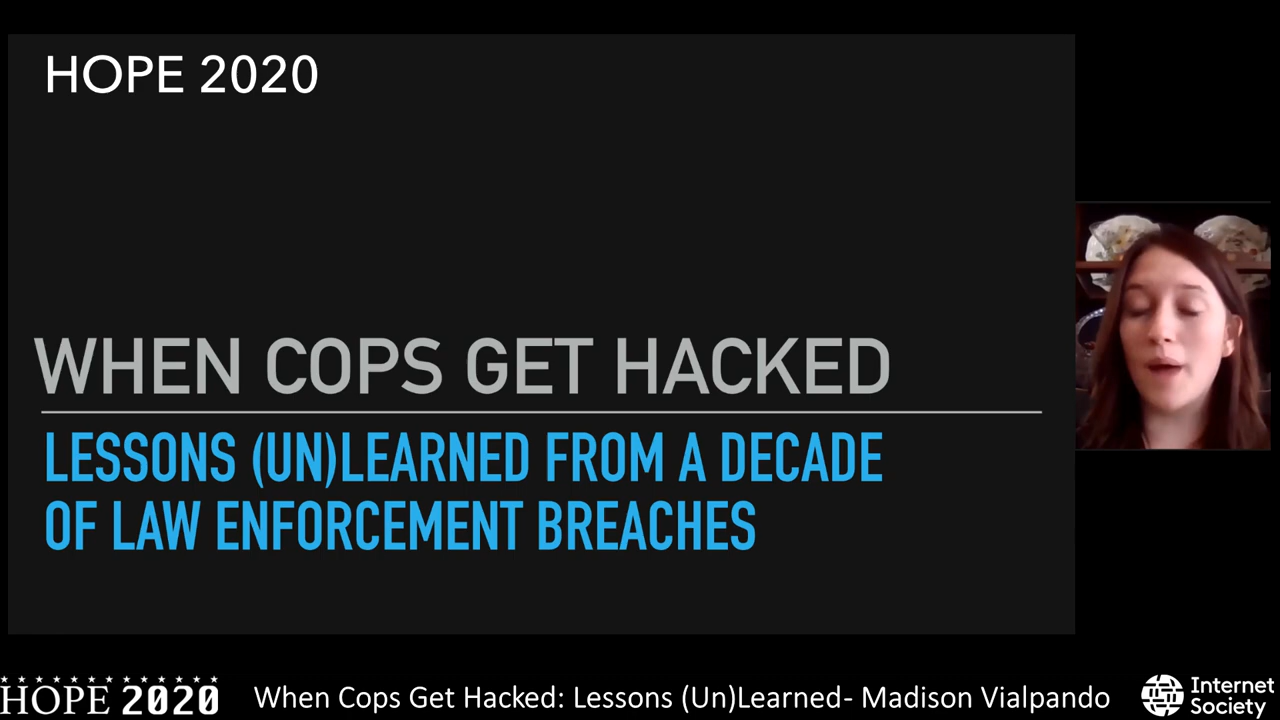 HOPE 2020
WHEN COPS GET HACKED
LESSONS (UN)LEARNED FROM A DECADE
OF LAW ENFORCEMENT BREACHES
HOPE 2020
When Cops Get Hacked: Lessons (Un)Learned- Madison Vialpando
Internet
Society